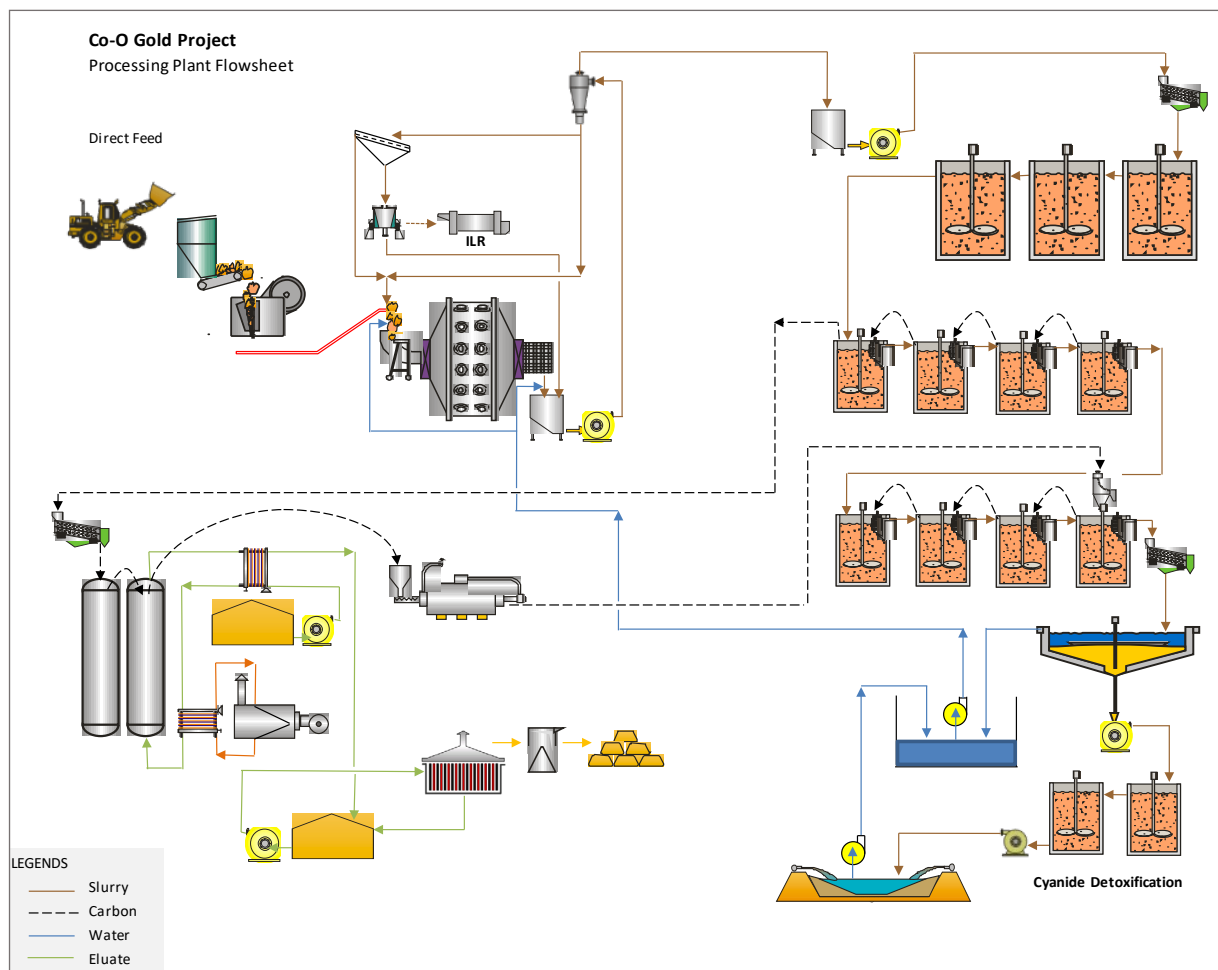 Co-O Gold Project
Processing Plant Flowsheet
Direct Feed
ILR
Cyanide Detoxification
LEGENDS
Slurry
Carbon
Water
Eluate